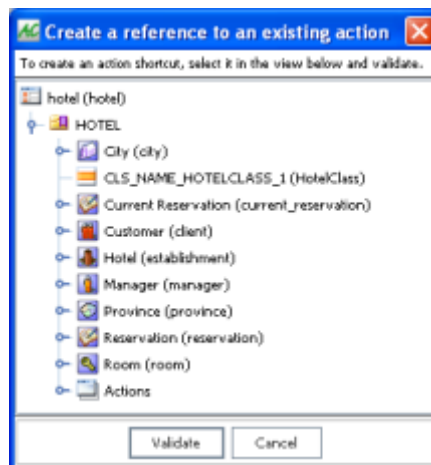 AC Create a reference to an existing action
To create an action shortcut, select it in the view below and validate.
hotel (hotel)
HOTEL
City (city)
CLS_NAME_HOTELCLASS_1 (HotelClass)
Current Reservation (current_reservation)
Customer (client)
Hotel (establishment)
Manager (manager)
Province (province)
Reservation (reservation)
Room (room)
Actions
Validate Cancel